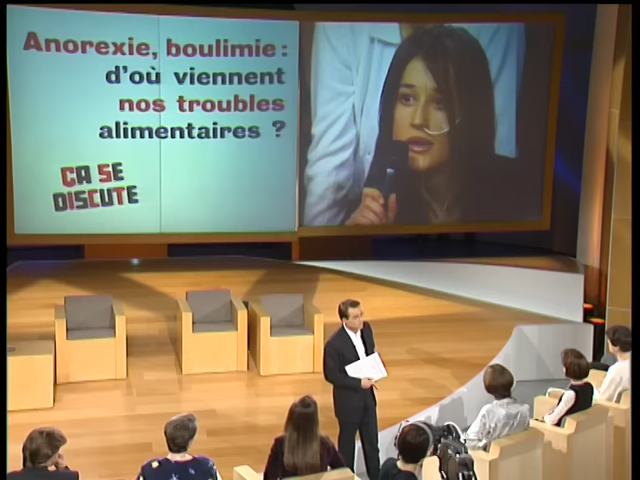 Anorexie, boulimie :
d'où viennent
nos troubles
alimentaires ?
ÇA SE
DISCUTE